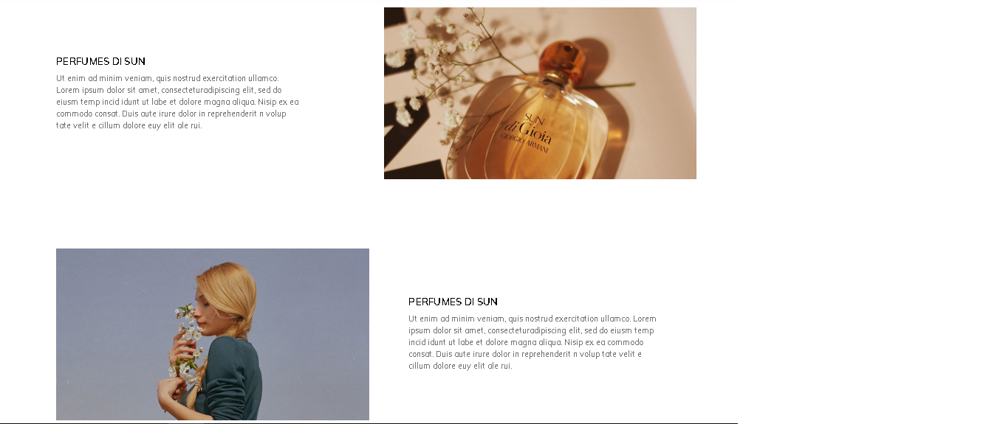 PERFUMES DI SUN
Ut enim ad minim veniam, quis nostrud exercitation ullamco.
Lorem ipsum dolor sit amet, consecteturadipiscing elit, sed do
eiusm temp incid idunt ut labe et dolore magna aliqua. Nisip ex ea
commodo consat. Duis aute irure dolor in reprehenderit n volup
tate velit e cillum dolore euy elit ale rui.
SUN
di Gioia
GIORGIO ARMANI
PERFUMES DI SUN
Ut enim ad minim veniam, quis nostrud exercitation ullamco. Lorem
ipsum dolor sit amet, consecteturadipiscing elit, sed do eiusm temp
incid idunt ut labe et dolore magna aliqua. Nisip ex ea commodo
consat. Duis aute irure dolor in reprehenderit n volup tate velit e
cillum dolore euy elit ale rui.